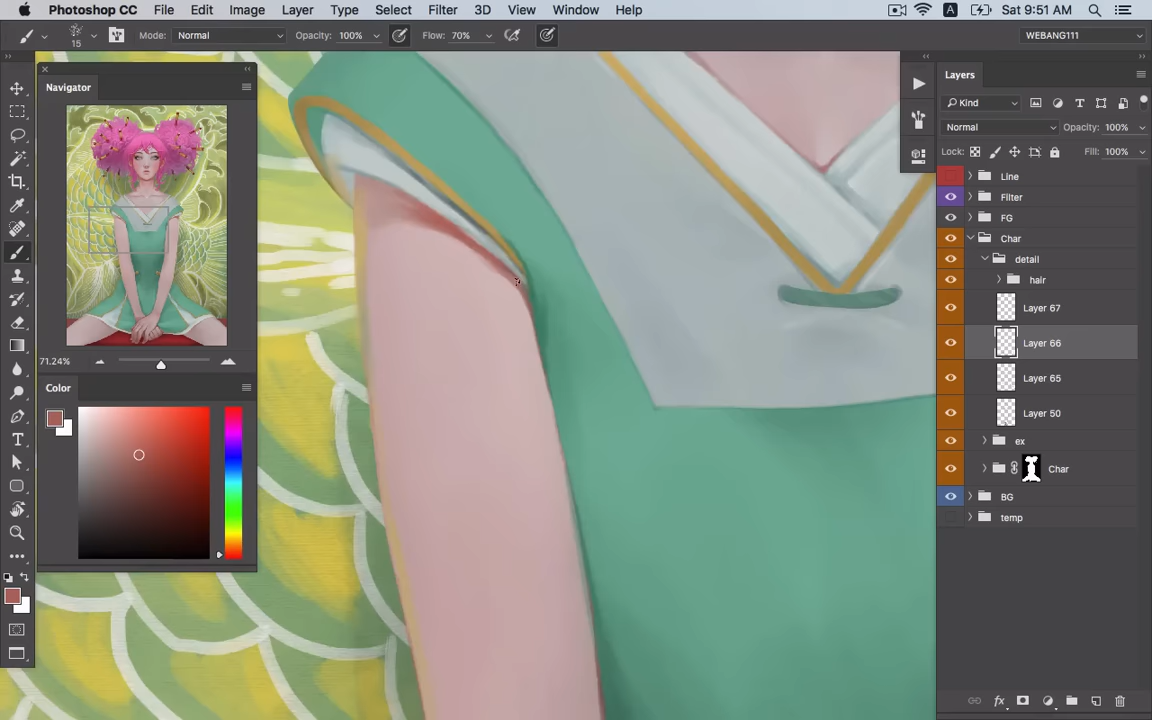 Photoshop CC File Edit Image Layer Type Select Filter 3D View Window Help A Sat 9:51 AM
15 Mode: Normal Opacity: 100% Flow: 70% WEBANG111
Navigator
71.24%
Color
Layers
Kind
Normal Opacity: 100%
Lock: Fill: 100%
Line
Filter
FG
Char
detail
hair
Layer 67
Layer 66
Layer 65
Layer 50
ex
Char
BG
temp